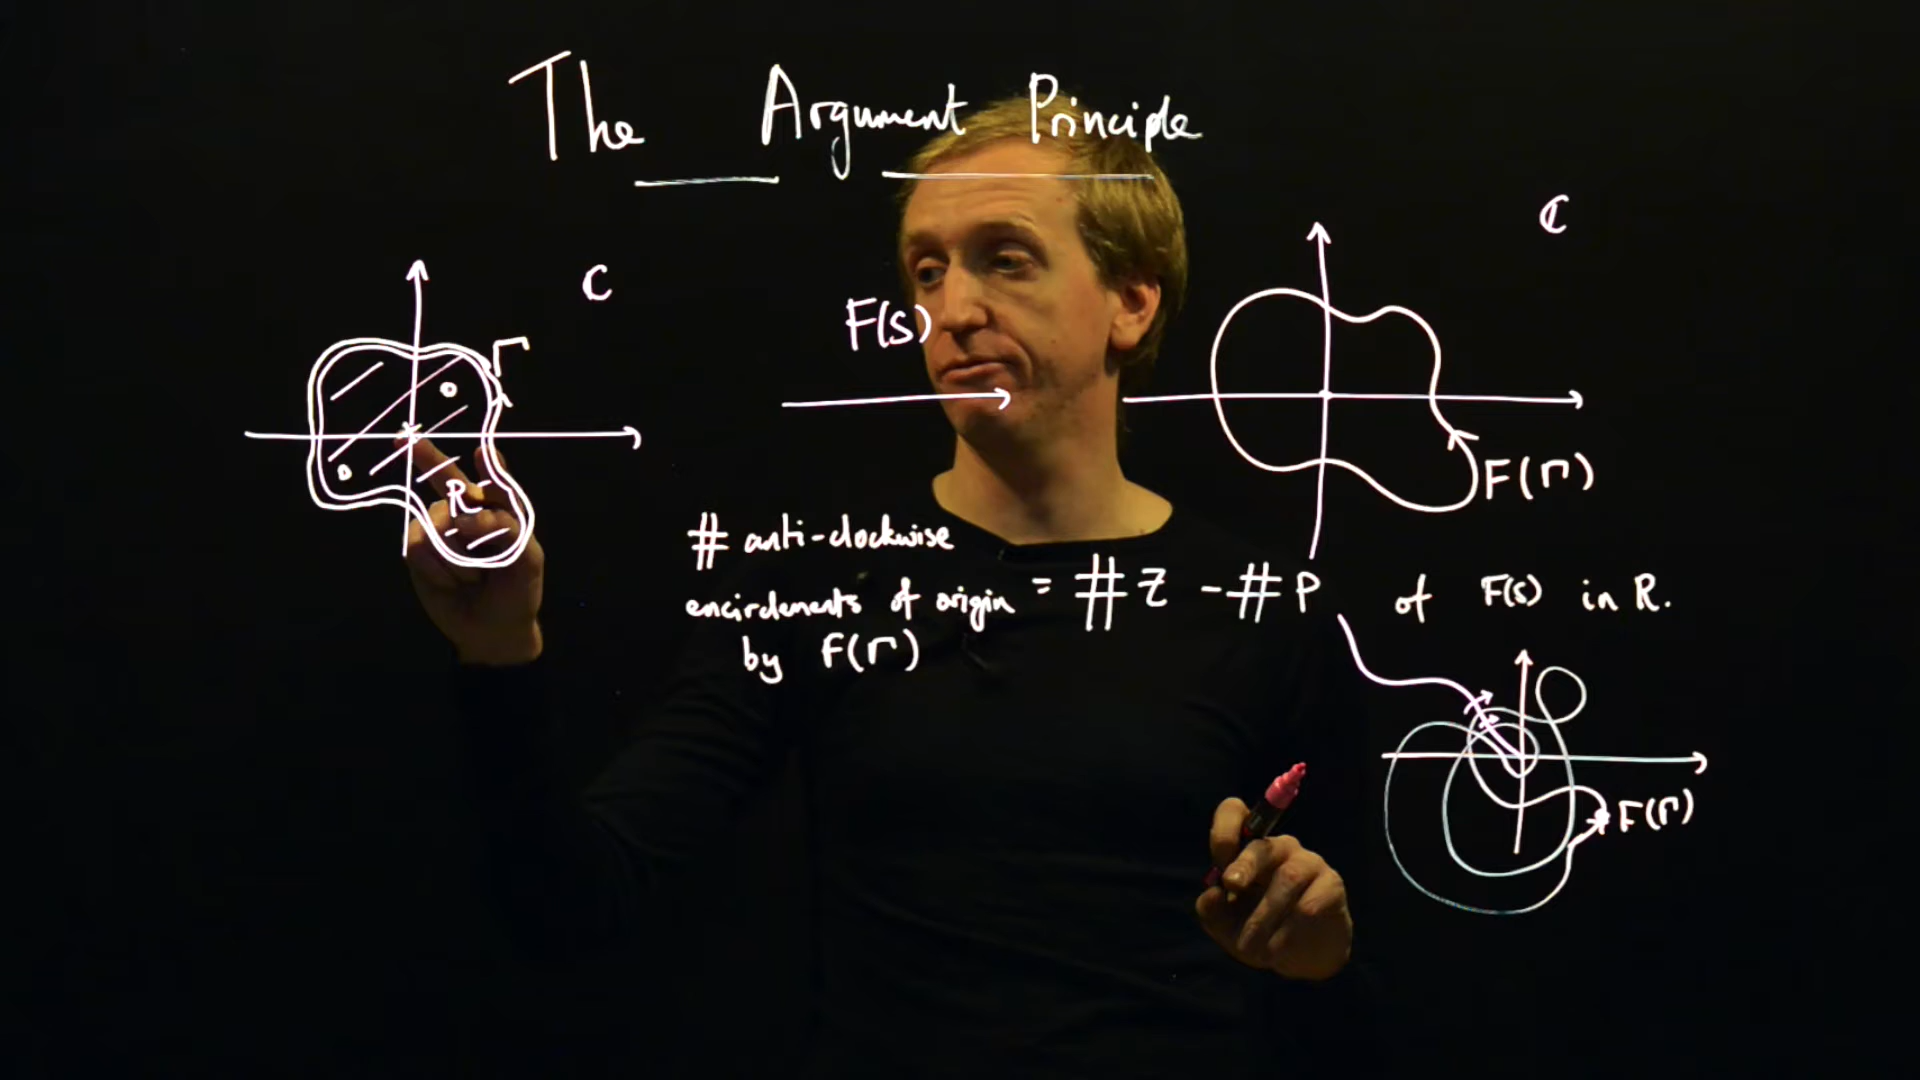 The Argument Principle
ℂ
C
Γ
F(s)
R
F(Γ)
# anti-clockwise
encirclements of origin = #Z - #P of F(s) in R.
by F(Γ)
F(Γ)